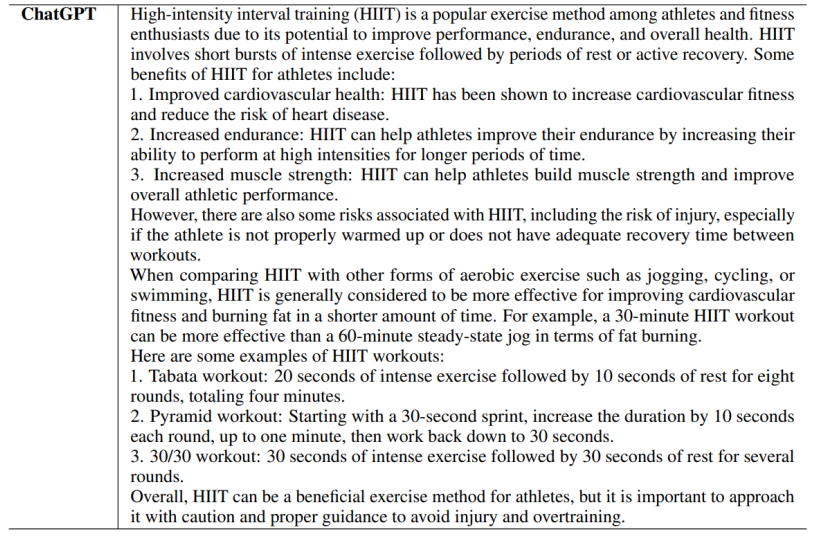 ChatGPT
High-intensity interval training (HIIT) is a popular exercise method among athletes and fitness
enthusiasts due to its potential to improve performance, endurance, and overall health. HIIT
involves short bursts of intense exercise followed by periods of rest or active recovery. Some
benefits of HIIT for athletes include:
1. Improved cardiovascular health: HIIT has been shown to increase cardiovascular fitness
and reduce the risk of heart disease.
2. Increased endurance: HIIT can help athletes improve their endurance by increasing their
ability to perform at high intensities for longer periods of time.
3. Increased muscle strength: HIIT can help athletes build muscle strength and improve
overall athletic performance.
However, there are also some risks associated with HIIT, including the risk of injury, especially
if the athlete is not properly warmed up or does not have adequate recovery time between
workouts.
When comparing HIIT with other forms of aerobic exercise such as jogging, cycling, or
swimming, HIIT is generally considered to be more effective for improving cardiovascular
fitness and burning fat in a shorter amount of time. For example, a 30-minute HIIT workout
can be more effective than a 60-minute steady-state jog in terms of fat burning.
Here are some examples of HIIT workouts:
1. Tabata workout: 20 seconds of intense exercise followed by 10 seconds of rest for eight
rounds, totaling four minutes.
2. Pyramid workout: Starting with a 30-second sprint, increase the duration by 10 seconds
each round, up to one minute, then work back down to 30 seconds.
3. 30/30 workout: 30 seconds of intense exercise followed by 30 seconds of rest for several
rounds.
Overall, HIIT can be a beneficial exercise method for athletes, but it is important to approach
it with caution and proper guidance to avoid injury and overtraining.